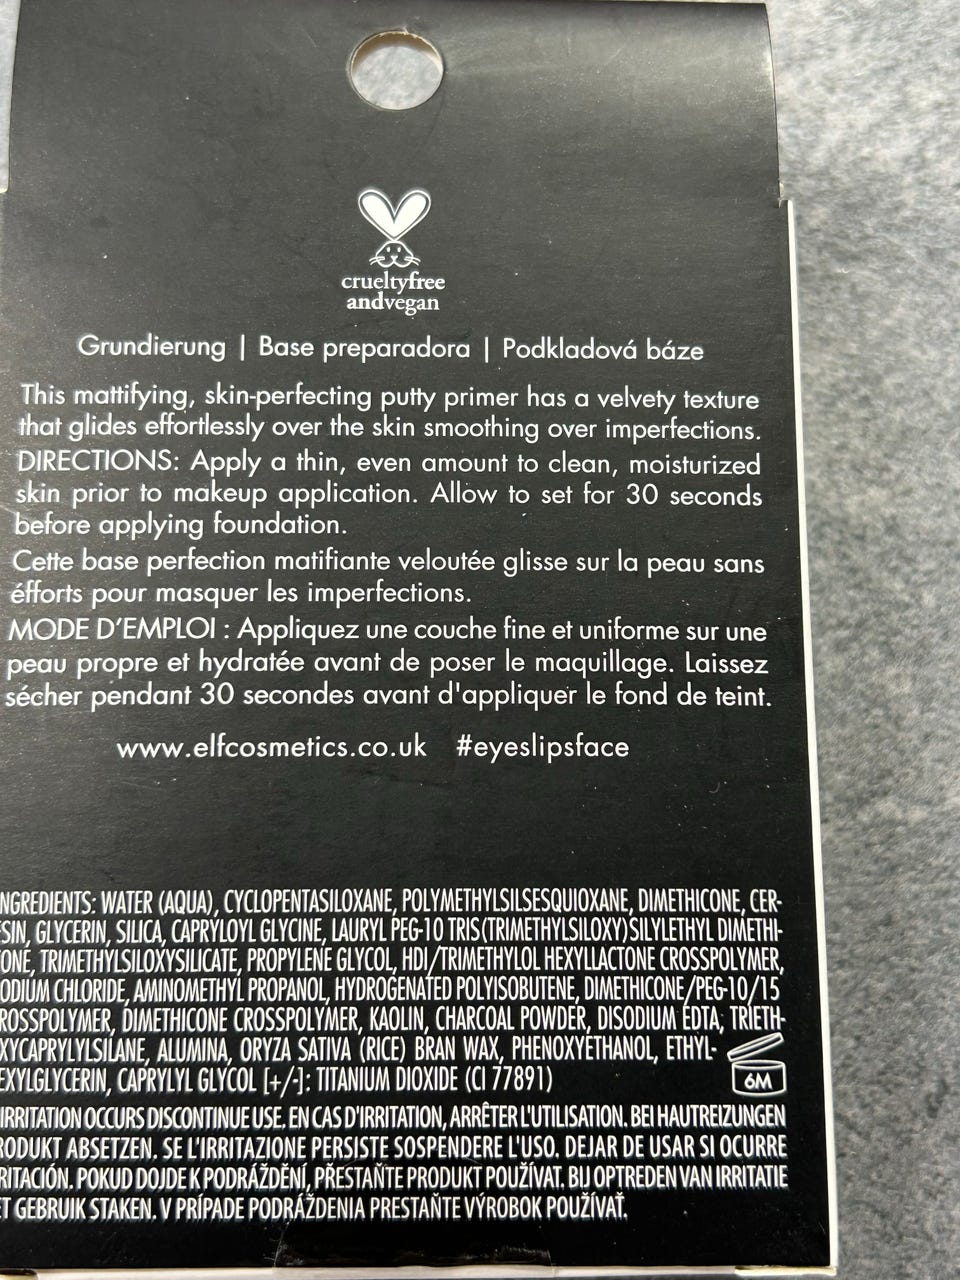 crueltyfree
andvegan
Grundierung | Base preparadora | Podkladová báze
This mattifying, skin-perfecting putty primer has a velvety texture
that glides effortlessly over the skin smoothing over imperfections.
DIRECTIONS: Apply a thin, even amount to clean, moisturized
skin prior to makeup application. Allow to set for 30 seconds
before applying foundation.
Cette base perfection matifiante veloutée glisse sur la peau sans
éfforts pour masquer les imperfections.
MODE D'EMPLOI : Appliquez une couche fine et uniforme sur une
peau propre et hydratée avant de poser le maquillage. Laissez
sécher pendant 30 secondes avant d'appliquer le fond de teint.
www.elfcosmetics.co.uk #eyeslipsface
NGREDIENTS: WATER (AQUA), CYCLOPENTASILOXANE, POLYMETHYLSILSESQUIOXANE, DIMETHICONE, CER-
SIN, GLYCERIN, SILICA, CAPRYLOYL GLYCINE, LAURYL PEG-10 TRIS(TRIMETHYLSILOXY)SILYLETHYL DIMETHI-
ONE, TRIMETHYLSILOXYSILICATE, PROPYLENE GLYCOL, HDI/TRIMETHYLOL HEXYLLACTONE CROSSPOLYMER,
ODIUM CHLORIDE, AMINOMETHYL PROPANOL, HYDROGENATED POLYISOBUTENE, DIMETHICONE/PEG-10/15
ROSSPOLYMER, DIMETHICONE CROSSPOLYMER, KAOLIN, CHARCOAL POWDER, DISODIUM EDTA, TRIETH-
XYCAPRYLYLSILANE, ALUMINA, ORYZA SATIVA (RICE) BRAN WAX, PHENOXYETHANOL, ETHYL-
EXYLGLYCERIN, CAPRYLYL GLYCOL [+/-]: TITANIUM DIOXIDE (CI 77891)
6M
IRRITATION OCCURS DISCONTINUE USE. EN CAS D'IRRITATION, ARRÊTER L'UTILISATION. BEI HAUTREIZUNGEN
RODUKT ABSETZEN. SE L'IRRITAZIONE PERSISTE SOSPENDERE L'USO. DEJAR DE USAR SI OCURRE
RITACIÓN. POKUD DOJDE K PODRÁŽDĚNÍ, PŘESTAŇTE PRODUKT POUŽÍVAT. BIJ OPTREDEN VAN IRRITATIE
ET GEBRUIK STAKEN. V PRÍPADE PODRÁŽDENIA PRESTAŇTE VÝROBOK POUŽÍVAŤ.